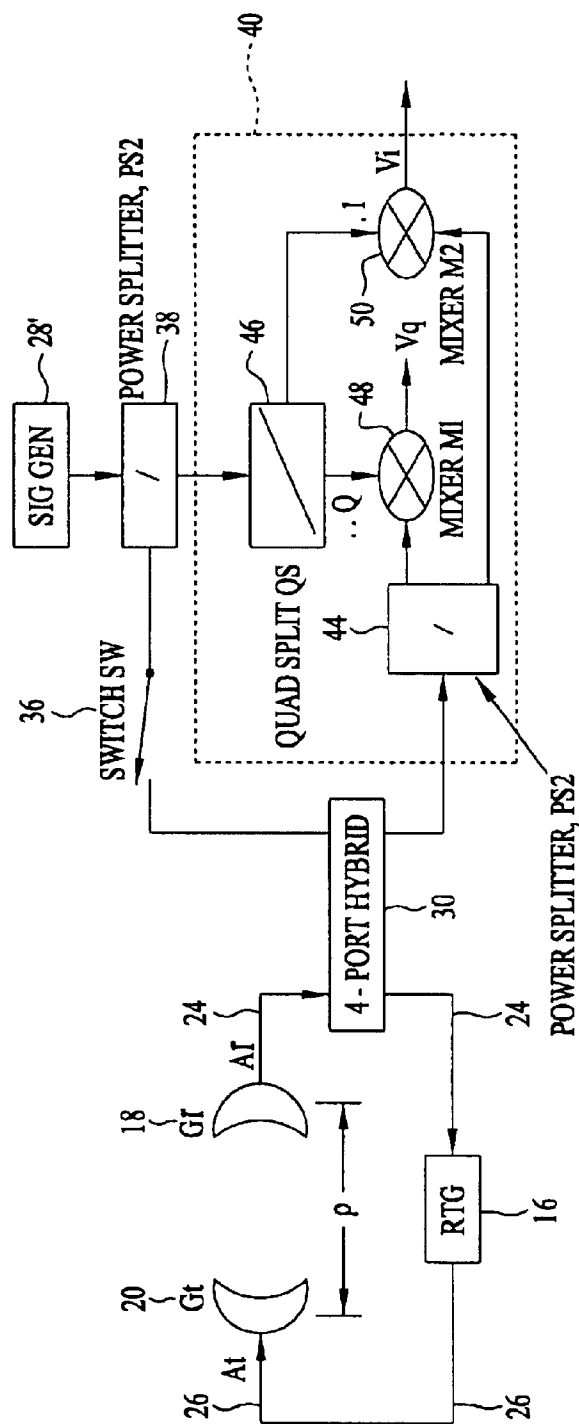 40
28'
SIG GEN
POWER SPLITTER, PS2
38
/
36
SWITCH SW
46
QUAD SPLIT QS
. I
..Q
50
Vi
48
Vq
MIXER M1
MIXER M2
44
/
POWER SPLITTER, PS2
4 - PORT HYBRID
30
24
Ar
18
Gr
20
Gt
ρ
At
26
24
RTG
16
26